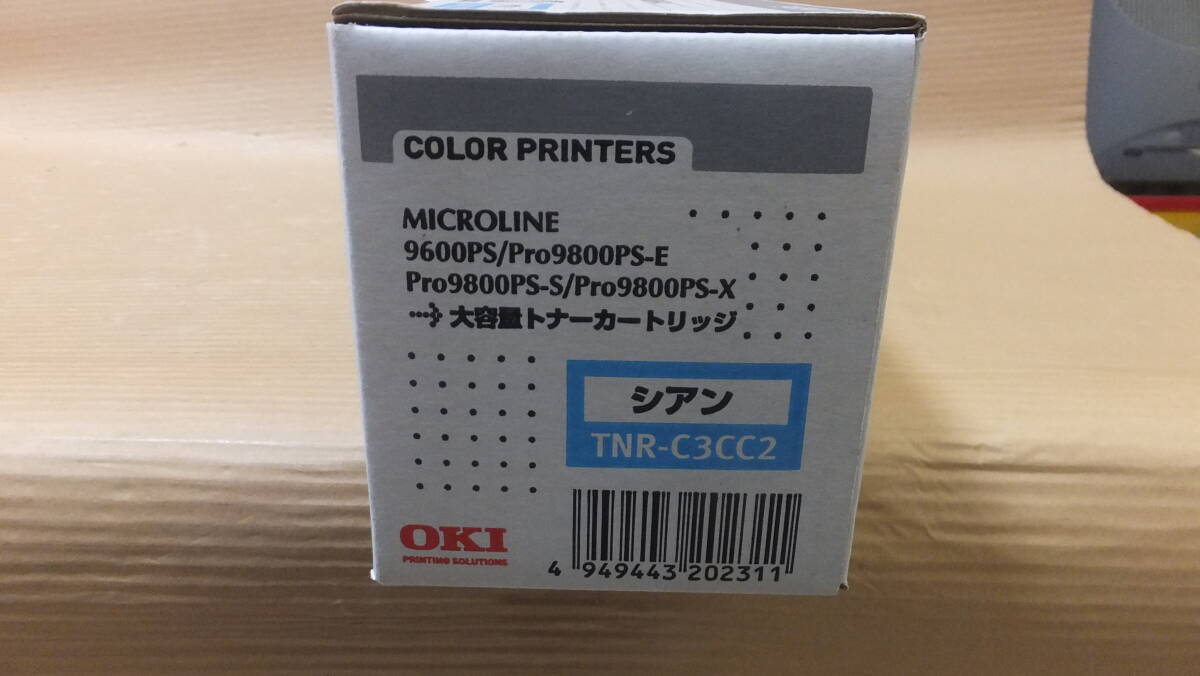 COLOR PRINTERS
MICROLINE
9600PS/Pro9800PS-E
Pro9800PS-S/Pro9800PS-X
大容量トナーカートリッジ
シアン
TNR-C3CC2
OKI
PRINTING SOLUTIONS
4 949443 202311